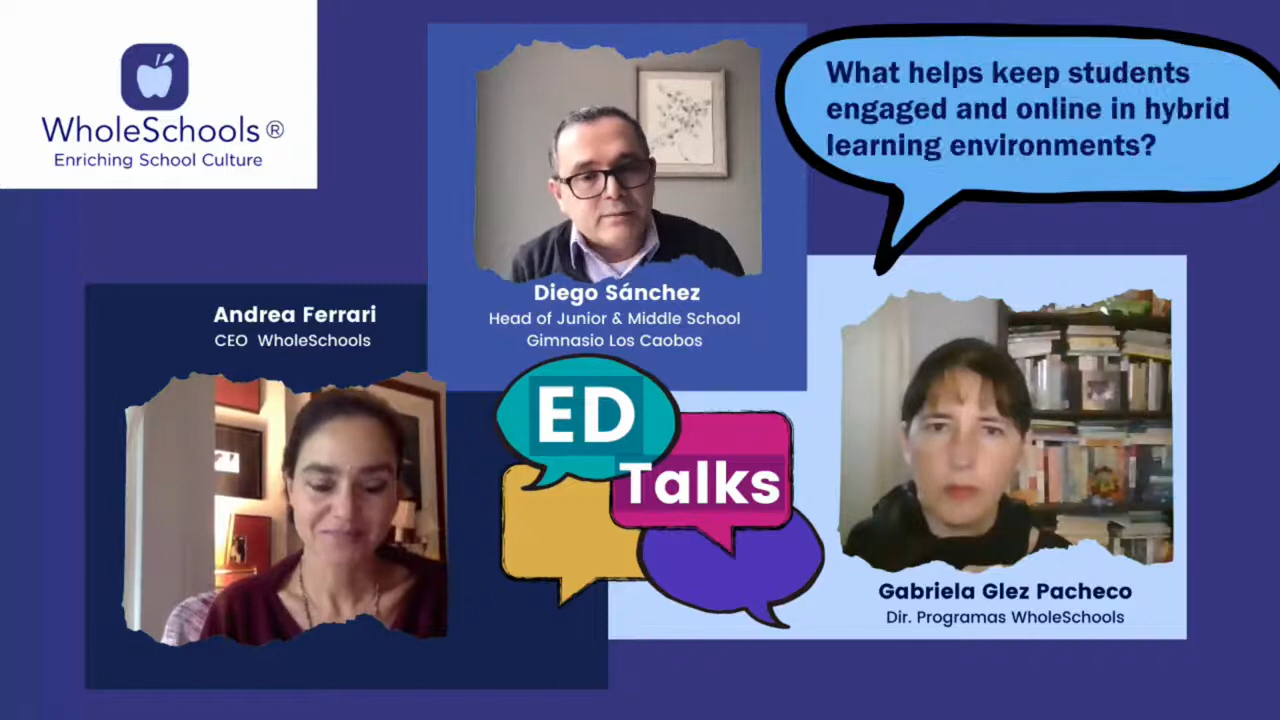 WholeSchools®
Enriching School Culture
What helps keep students
engaged and online in hybrid
learning environments?
Diego Sánchez
Head of Junior & Middle School
Gimnasio Los Caobos
Andrea Ferrari
CEO WholeSchools
ED
Talks
Gabriela Glez Pacheco
Dir. Programas WholeSchools